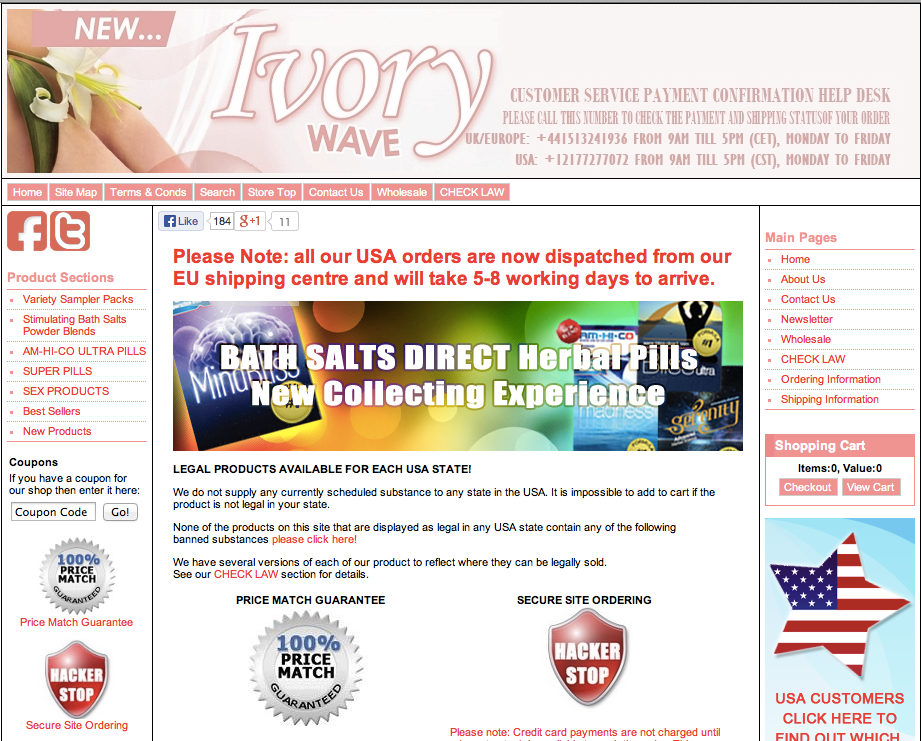 NEW...
Ivory
WAVE
CUSTOMER SERVICE PAYMENT CONFIRMATION HELP DESK
PLEASE CALL THIS NUMBER TO CHECK THE PAYMENT AND SHIPPING STATUSOF YOUR ORDER
UK/EUROPE: +441513241936 FROM 9AM TILL 5PM (CET), MONDAY TO FRIDAY
USA: +12177277072 FROM 9AM TILL 5PM (CST), MONDAY TO FRIDAY
Home Site Map Terms & Conds Search Store Top Contact Us Wholesale CHECK LAW
Like 184 +1 11
Product Sections
Variety Sampler Packs
Stimulating Bath Salts
Powder Blends
AM-HI-CO ULTRA PILLS
SUPER PILLS
SEX PRODUCTS
Best Sellers
New Products
Coupons
If you have a coupon for
our shop then enter it here:
Coupon Code Go!
100%
PRICE
MATCH
GUARANTEED
Price Match Guarantee
HACKER
STOP
Secure Site Ordering
Please Note: all our USA orders are now dispatched from our
EU shipping centre and will take 5-8 working days to arrive.
BATH SALTS DIRECT Herbal Pills
New Collecting Experience
AM-HI-CO
Serenity
LEGAL PRODUCTS AVAILABLE FOR EACH USA STATE!
We do not supply any currently scheduled substance to any state in the USA. It is impossible to add to cart if the
product is not legal in your state.
None of the products on this site that are displayed as legal in any USA state contain any of the following
banned substances please click here!
We have several versions of each of our product to reflect where they can be legally sold.
See our CHECK LAW section for details.
PRICE MATCH GUARANTEE
100%
PRICE
MATCH
GUARANTEED
SECURE SITE ORDERING
HACKER
STOP
Please note: Credit card payments are not charged until
Main Pages
Home
About Us
Contact Us
Newsletter
Wholesale
CHECK LAW
Ordering Information
Shipping Information
Shopping Cart
Items:0, Value:0
Checkout View Cart
USA CUSTOMERS
CLICK HERE TO
FIND OUT WHICH